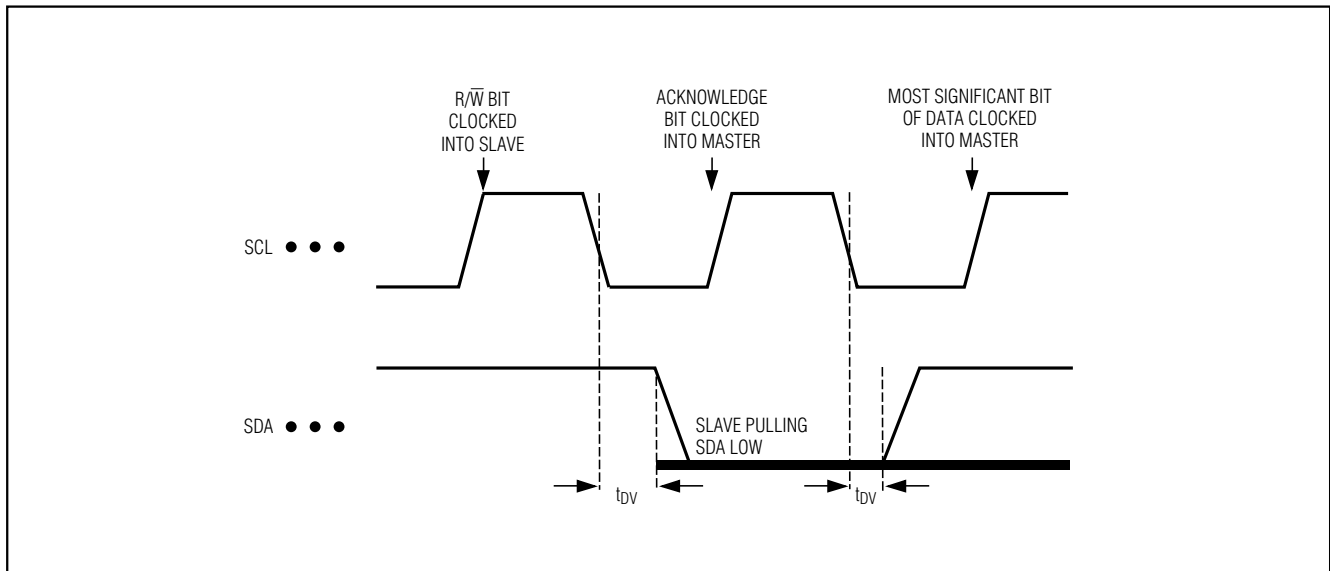 R/W̅ BIT
CLOCKED
INTO SLAVE
ACKNOWLEDGE
BIT CLOCKED
INTO MASTER
MOST SIGNIFICANT BIT
OF DATA CLOCKED
INTO MASTER
SCL
SDA
SLAVE PULLING
SDA LOW
tDV
tDV